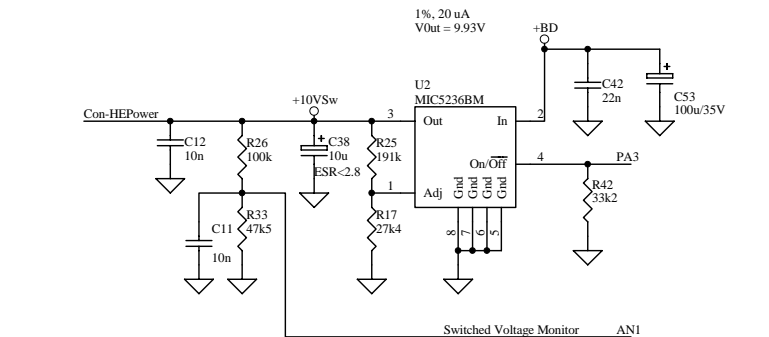 1%, 20 uA
V0ut = 9.93V
+BD
U2
MIC5236BM
C42
22n
C53
100u/35V
+
Con-HEPower
+10VSw
3
Out
In
2
C12
10n
R26
100k
+
C38
10u
ESR<2.8
R25
191k
On/Off
4
PA3
1
Adj
Gnd
Gnd
Gnd
Gnd
R42
33k2
C11
10n
R33
47k5
R17
27k4
8
7
6
5
Switched Voltage Monitor
AN1